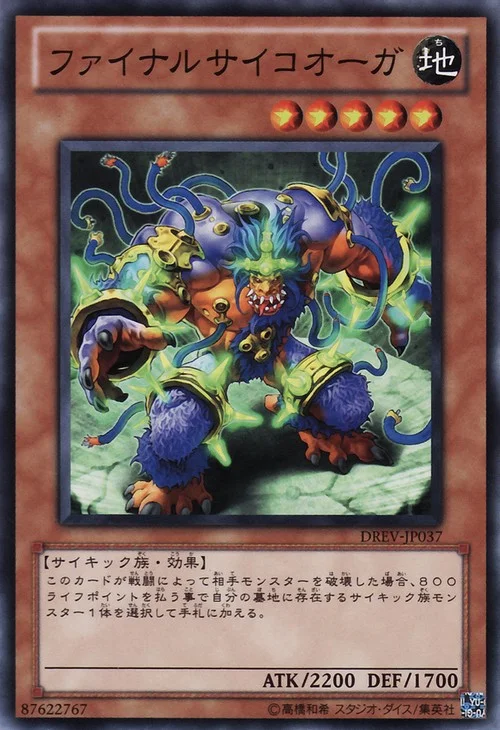 ファイナルサイコオーガ
地
DREV-JP037
【サイキック族・効果】
このカードが戦闘によって相手モンスターを破壊した場合、800
ライフポイントを払う事で自分の墓地に存在するサイキック族モン
スター1体を選択して手札に加える。
ATK/2200 DEF/1700
87622767
©高橋和希 スタジオ・ダイス/集英社